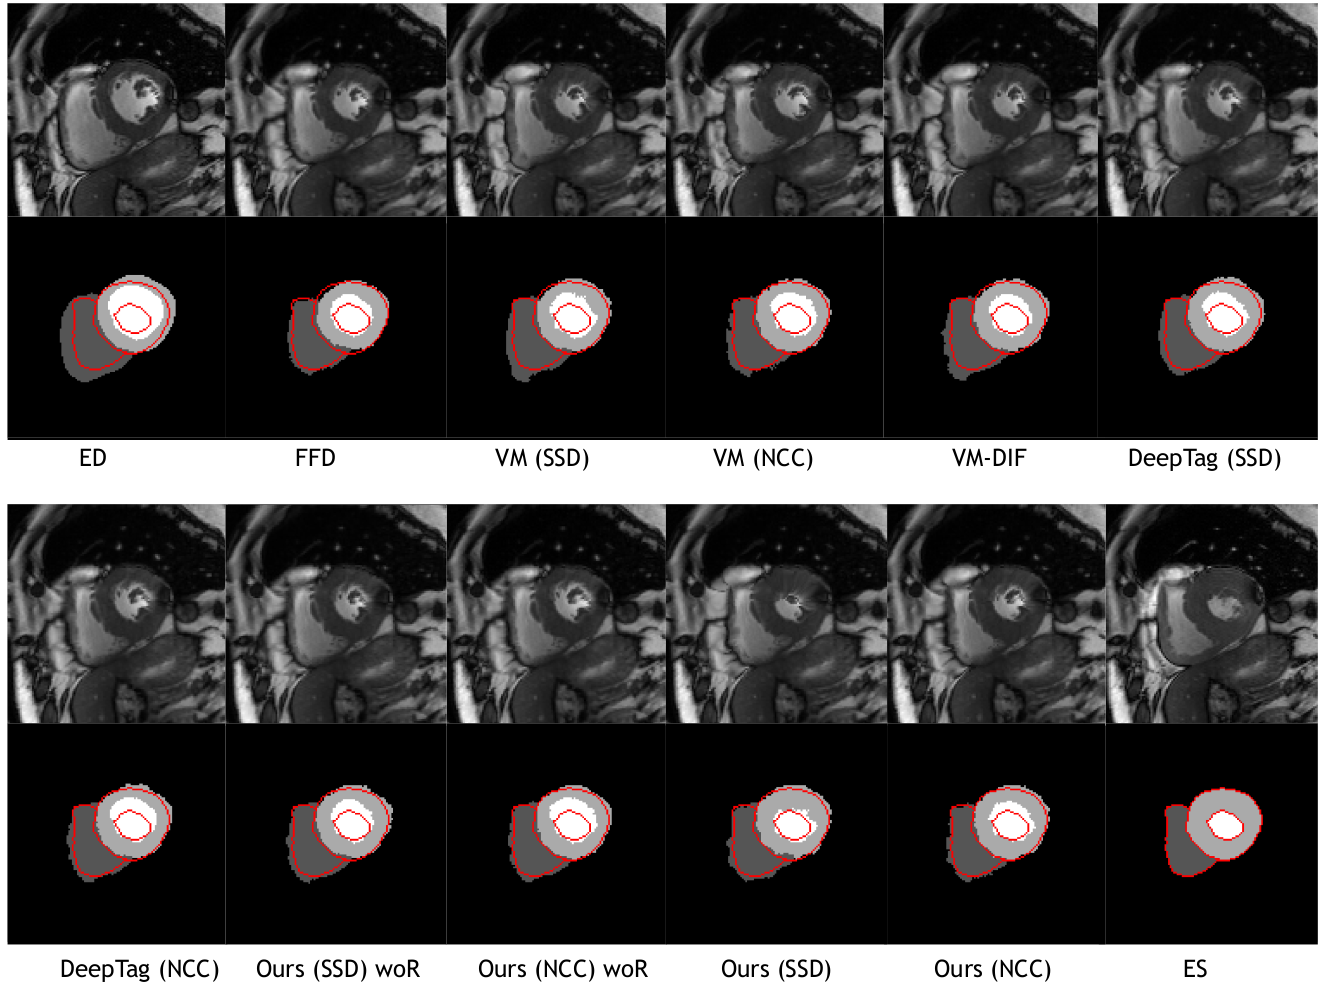 ED FFD VM (SSD) VM (NCC) VM-DIF DeepTag (SSD)
DeepTag (NCC) Ours (SSD) woR Ours (NCC) woR Ours (SSD) Ours (NCC) ES